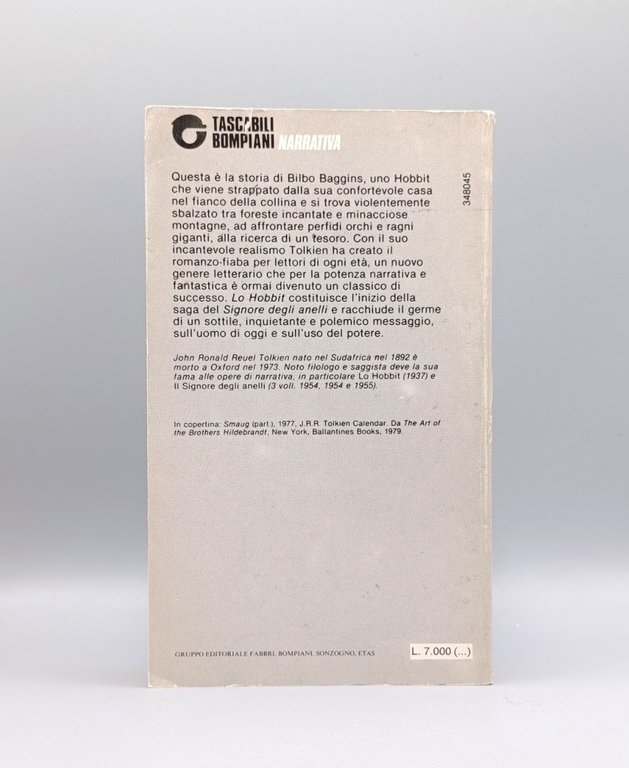 TASCABILI
BOMPIANI NARRATIVA
Questa è la storia di Bilbo Baggins, uno Hobbit
che viene strappato dalla sua confortevole casa
nel fianco della collina e si trova violentemente
sbalzato tra foreste incantate e minacciose
montagne, ad affrontare perfidi orchi e ragni
giganti, alla ricerca di un tesoro. Con il suo
incantevole realismo Tolkien ha creato il
romanzo-fiaba per lettori di ogni età, un nuovo
genere letterario che per la potenza narrativa e
fantastica è ormai divenuto un classico di
successo. Lo Hobbit costituisce l'inizio della
saga del Signore degli anelli e racchiude il germe
di un sottile, inquietante e polemico messaggio,
sull'uomo di oggi e sull'uso del potere.
John Ronald Reuel Tolkien nato nel Sudafrica nel 1892 è
morto a Oxford nel 1973. Noto filologo e saggista deve la sua
fama alle opere di narrativa, in particolare Lo Hobbit (1937) e
Il Signore degli anelli (3 voll. 1954, 1954 e 1955).
In copertina: Smaug (part.), 1977, J.R.R. Tolkien Calendar. Da The Art of
the Brothers Hildebrandt, New York, Ballantines Books, 1979.
GRUPPO EDITORIALE FABBRI, BOMPIANI, SONZOGNO, ETAS
L. 7.000 (...)
348045